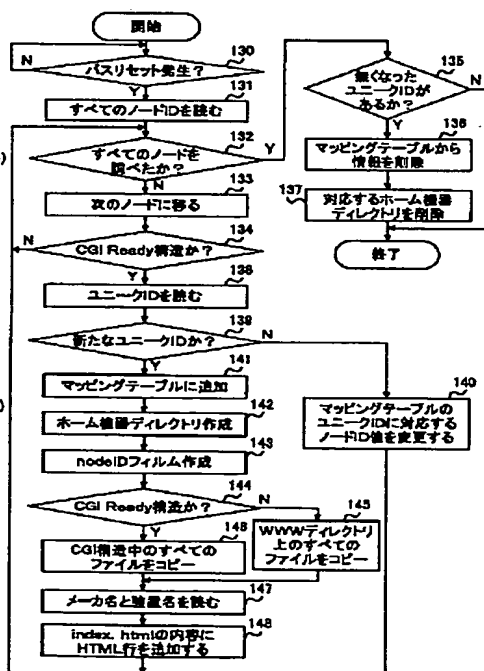 開始
130
N
バスリセット発生？
Y
131
すべてのノードIDを読む
132
すべてのノードを
調べたか？
Y
N
133
次のノードに移る
134
N
CGI Ready構造か？
Y
138
ユニークIDを読む
139
新たなユニークIDか？
N
Y
141
マッピングテーブルに追加
142
ホーム機器ディレクトリ作成
143
nodeIDフィルム作成
144
CGI Ready構造か？
N
Y
146
CGI構造中のすべての
ファイルをコピー
145
WWWディレクトリ
上のすべての
ファイルをコピー
147
メーカ名と装置名を読む
148
index. htmlの内容に
HTML行を追加する
135
無くなった
ユニークIDが
あるか？
N
Y
136
マッピングテーブルから
情報を削除
137
対応するホーム機器
ディレクトリを削除
終了
140
マッピングテーブルの
ユニークIDに対応する
ノードID値を変更する